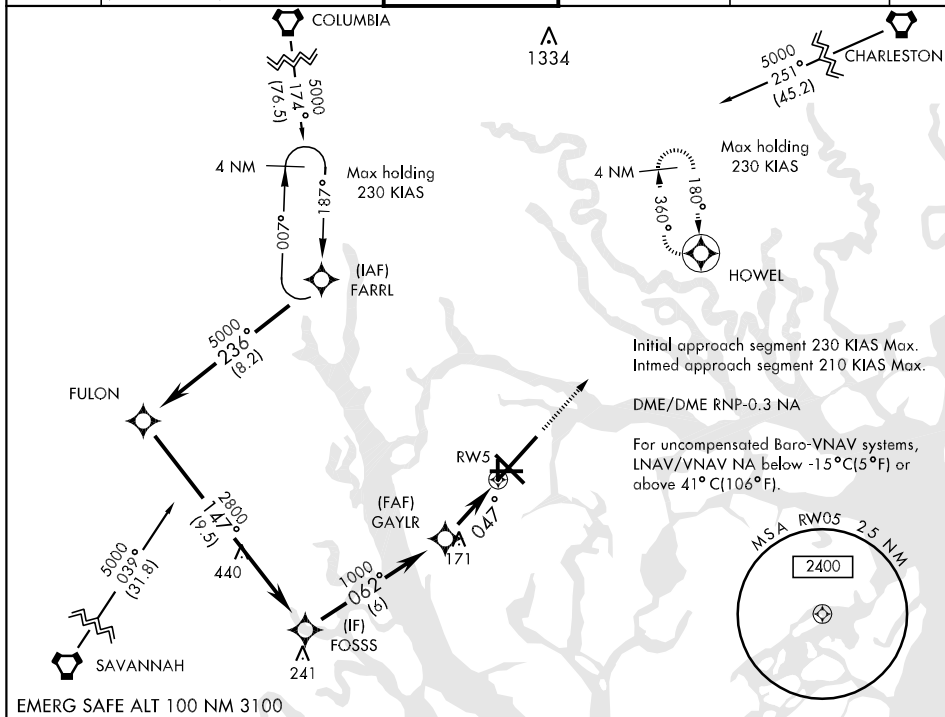 COLUMBIA
5000
174°
(76.5)
1334
CHARLESTON
5000
251°
(45.2)
4 NM
Max holding
230 KIAS
007°
187°
(IAF)
FARRL
4 NM
Max holding
230 KIAS
360°
180°
HOWEL
5000
236°
(8.2)
FULON
Initial approach segment 230 KIAS Max.
Intmed approach segment 210 KIAS Max.
DME/DME RNP-0.3 NA
For uncompensated Baro-VNAV systems,
LNAV/VNAV NA below -15°C(5°F) or
above 41°C(106°F).
RW5
(FAF)
GAYLR
047°
171
2800
147°
(9.5)
440
5000
039°
(31.8)
SAVANNAH
1000
062°
(6)
(IF)
FOSSS
241
MSA RW05 25 NM
2400
EMERG SAFE ALT 100 NM 3100